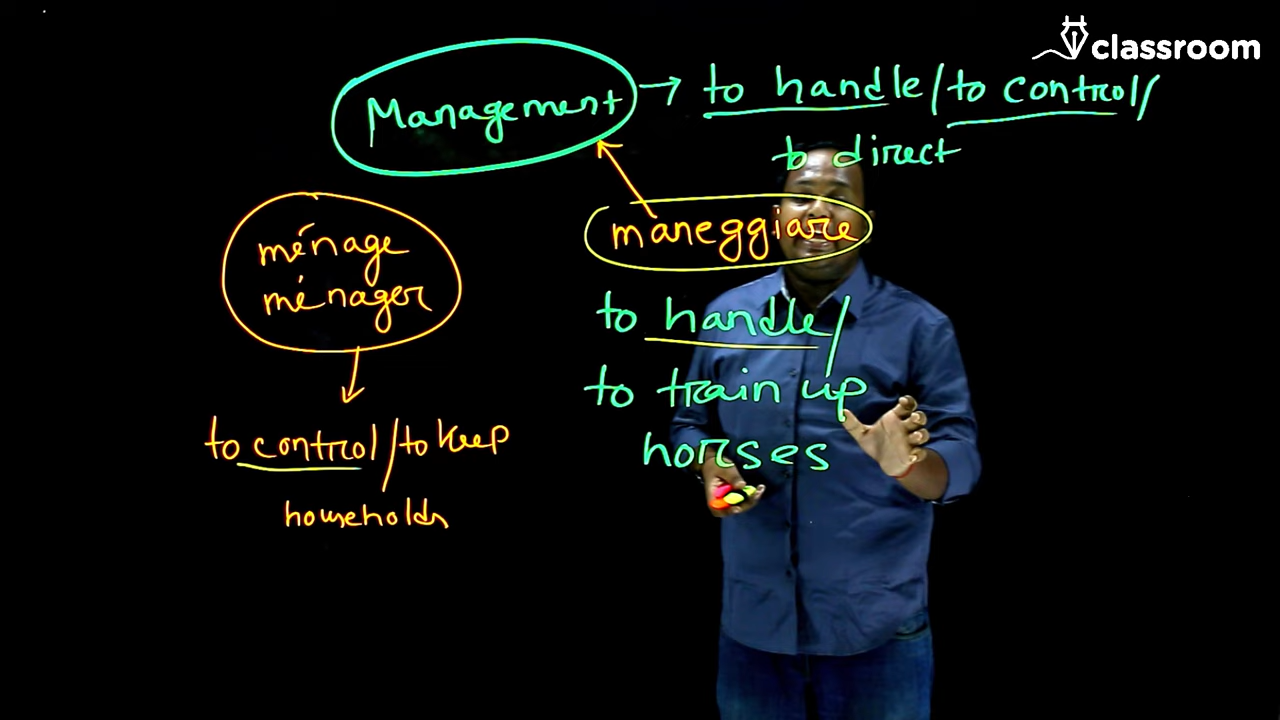 classroom
Management → to handle/to control/
to direct
maneggiare
ménage
ménager
to handle/
to train up
horses
to control/to keep
households